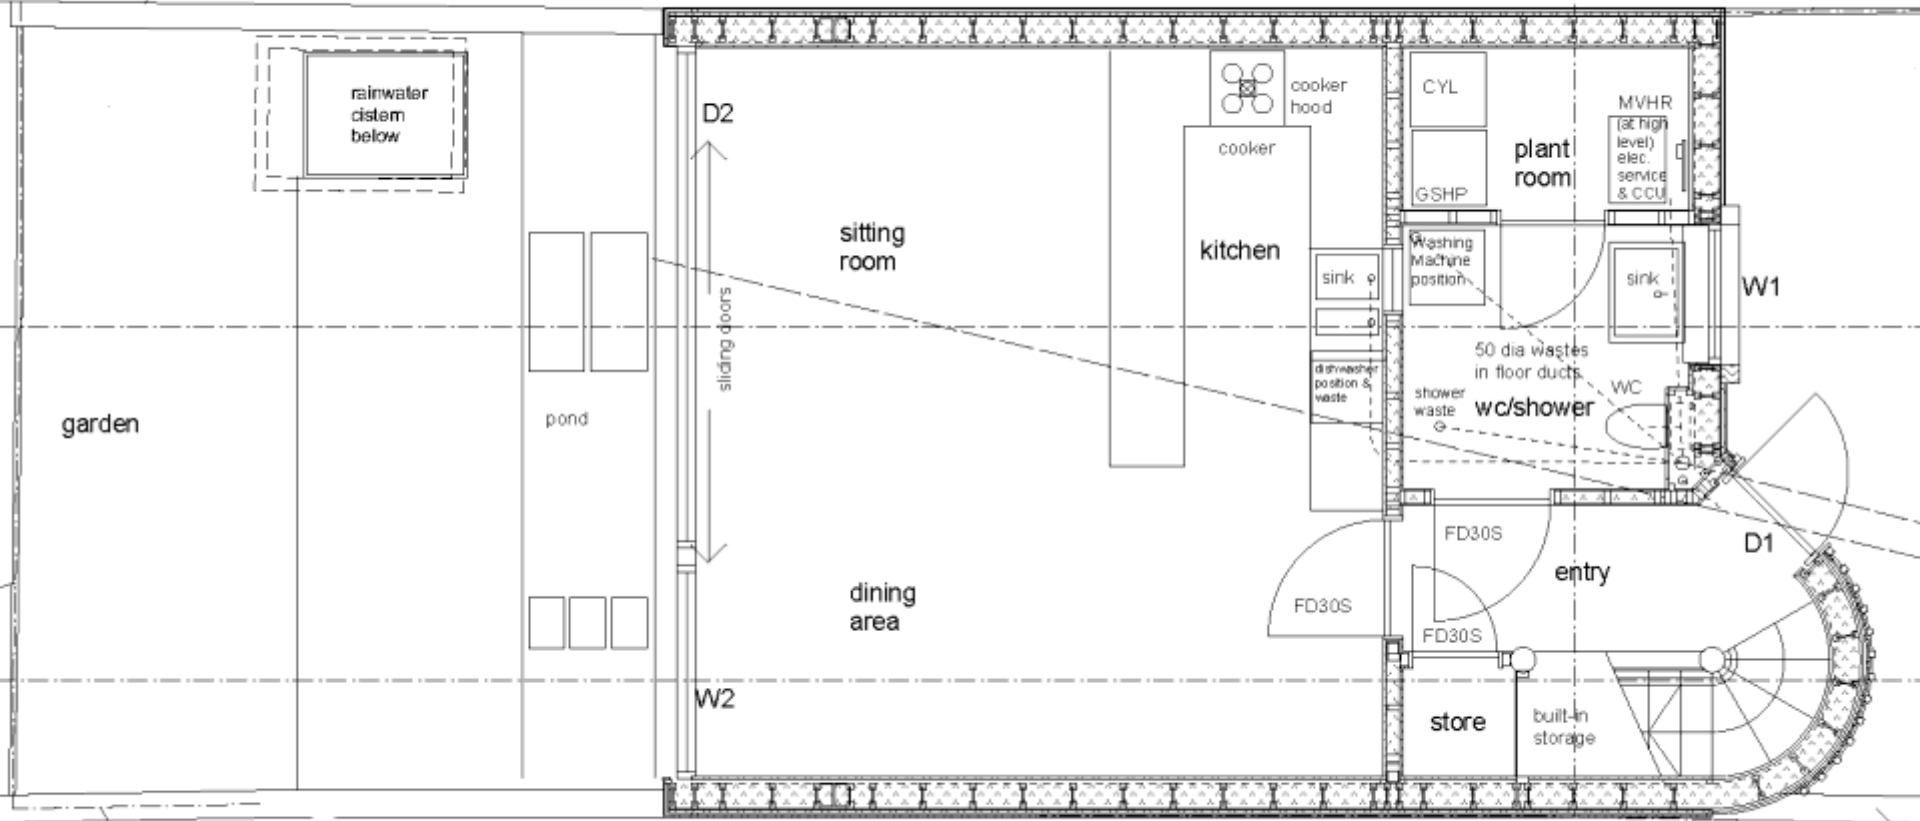 rainwater
cistern
below
D2
sliding doors
garden
pond
W2
sitting
room
dining
area
kitchen
cooker
hood
cooker
sink
dishwasher
position &
waste
CYL
GSHP
plant
room
MVHR
(at high
level)
elec.
service
& CCU
Washing
Machine
position
sink
W1
50 dia wastes
in floor ducts
WC
shower
waste
wc/shower
FD30S
FD30S
FD30S
entry
D1
store
built-in
storage